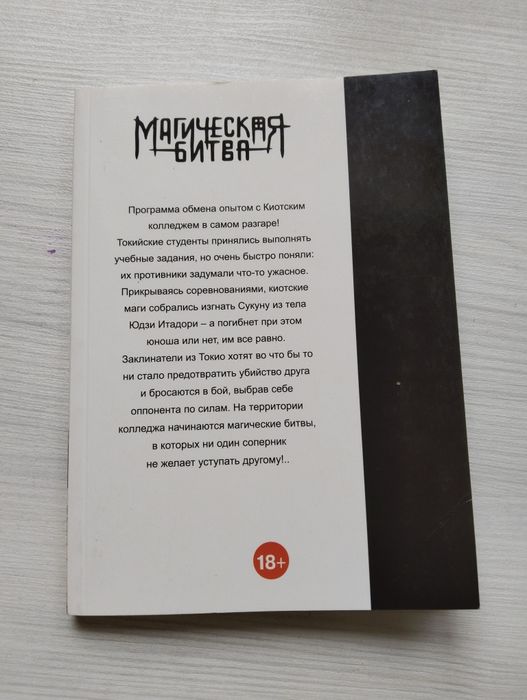 МАГИЧЕСКАЯ
БИТВА
Программа обмена опытом с Киотским
колледжем в самом разгаре!
Токийские студенты принялись выполнять
учебные задания, но очень быстро поняли:
их противники задумали что-то ужасное.
Прикрываясь соревнованиями, киотские
маги собрались изгнать Сукуну из тела
Юдзи Итадори – а погибнет при этом
юноша или нет, им все равно.
Заклинатели из Токио хотят во что бы то
ни стало предотвратить убийство друга
и бросаются в бой, выбрав себе
оппонента по силам. На территории
колледжа начинаются магические битвы,
в которых ни один соперник
не желает уступать другому!..
18+